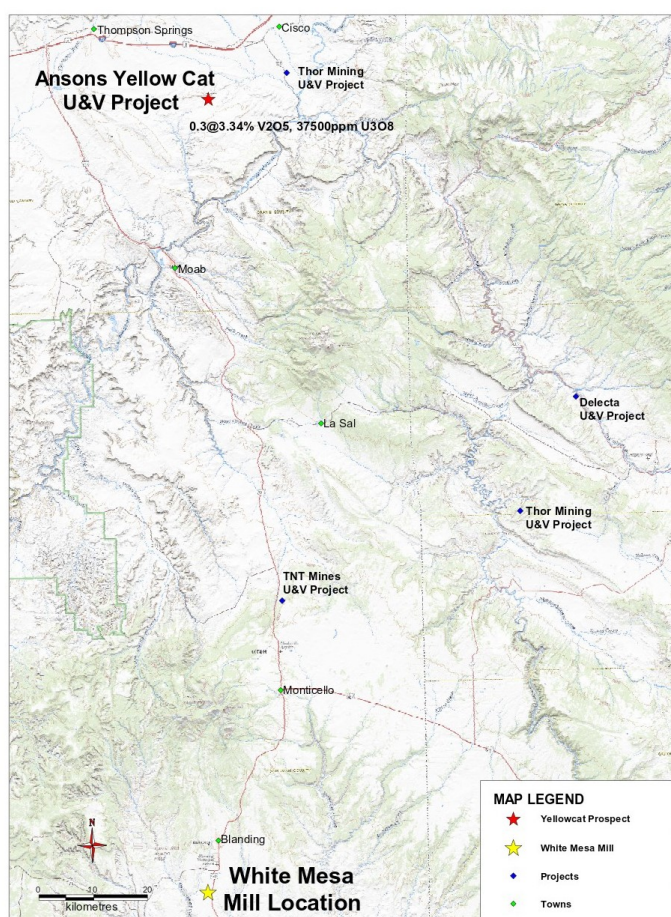 Thompson Springs
Cisco
Ansons Yellow Cat
U&V Project
Thor Mining
U&V Project
0.3@3.34% V2O5, 37500ppm U3O8
Moab
Delecta
U&V Project
La Sal
Thor Mining
U&V Project
TNT Mines
U&V Project
Monticello
Blanding
White Mesa
Mill Location
N
0 10 20
kilometres
MAP LEGEND
Yellowcat Prospect
White Mesa Mill
Projects
Towns